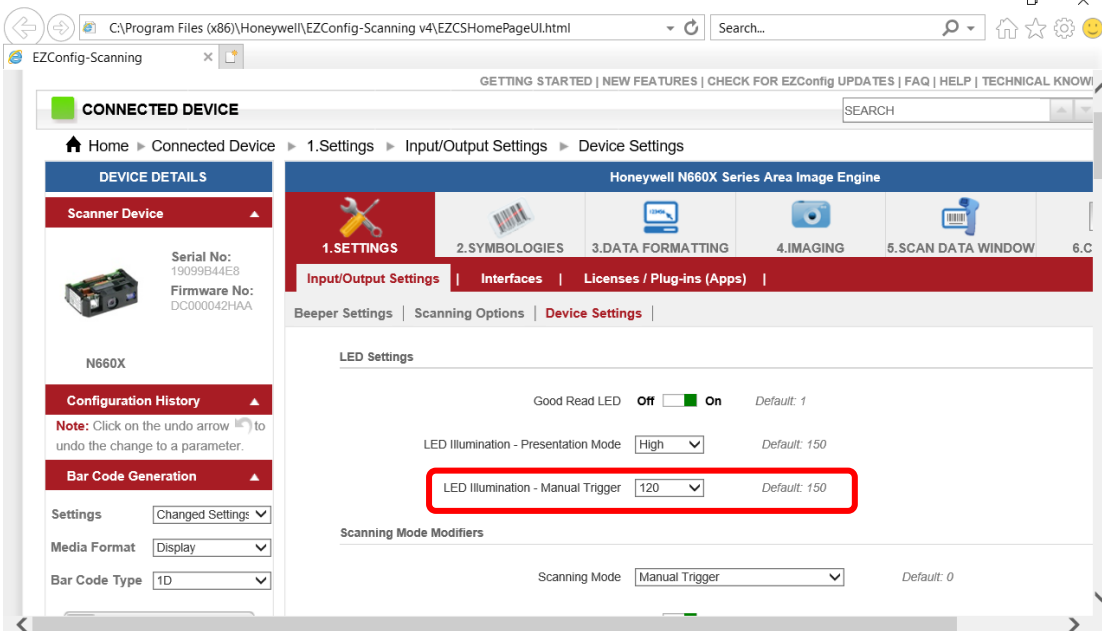 C:\Program Files (x86)\Honeywell\EZConfig-Scanning v4\EZCSHomePageUI.html
Search...
EZConfig-Scanning
GETTING STARTED | NEW FEATURES | CHECK FOR EZConfig UPDATES | FAQ | HELP | TECHNICAL KNOWL
CONNECTED DEVICE
SEARCH
Home Connected Device 1.Settings Input/Output Settings Device Settings
DEVICE DETAILS
Honeywell N660X Series Area Image Engine
Scanner Device
1.SETTINGS 2.SYMBOLOGIES 3.DATA FORMATTING 4.IMAGING 5.SCAN DATA WINDOW 6.C
Serial No:
19099B44E8
Firmware No:
DC000042HAA
N660X
Input/Output Settings | Interfaces | Licenses / Plug-ins (Apps) |
Beeper Settings | Scanning Options | Device Settings |
LED Settings
Good Read LED Off On Default: 1
LED Illumination - Presentation Mode High Default: 150
LED Illumination - Manual Trigger 120 Default: 150
Scanning Mode Modifiers
Scanning Mode Manual Trigger Default: 0
Configuration History
Note: Click on the undo arrow to
undo the change to a parameter.
Bar Code Generation
Settings Changed Settings
Media Format Display
Bar Code Type 1D